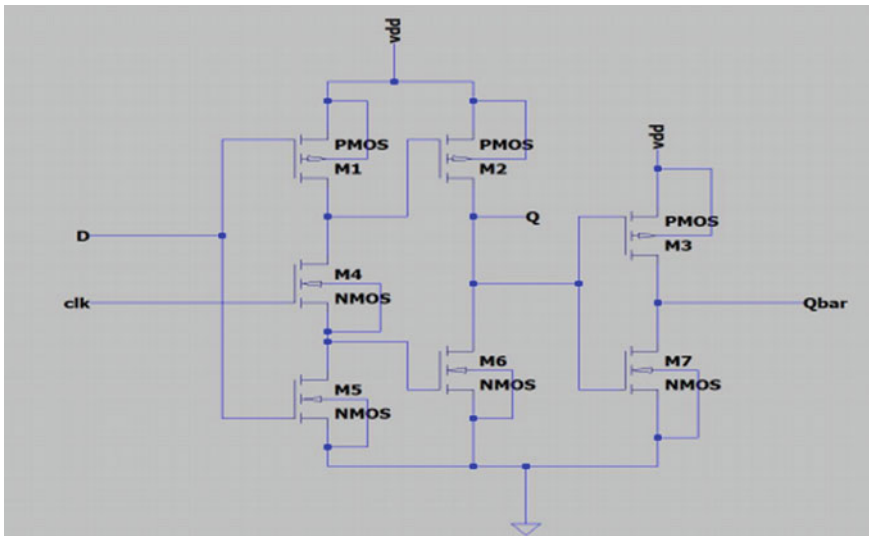 vdd
PMOS
M1
PMOS
M2
vdd
PMOS
M3
Q
D
M4
NMOS
clk
Qbar
M5
NMOS
M6
NMOS
M7
NMOS